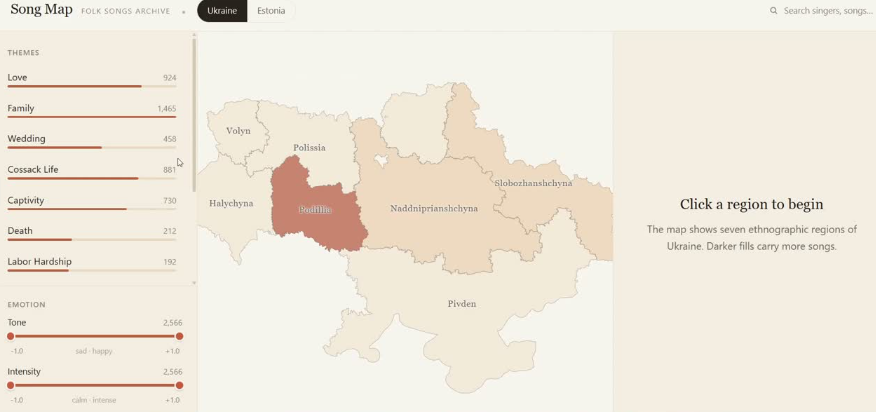 Song Map FOLK SONGS ARCHIVE • Ukraine Estonia Search singers, songs...
THEMES
Love 924
Family 1,465
Wedding 458
Cossack Life 881
Captivity 730
Death 212
Labor Hardship 192
EMOTION
Tone 2,566
-1.0 sad - happy +1.0
Intensity 2,566
-1.0 calm - intense +1.0
Volyn
Polissia
Halychyna
Podillia
Naddniprianshchyna
Slobozhanshchyna
Pivden
Click a region to begin
The map shows seven ethnographic regions of
Ukraine. Darker fills carry more songs.